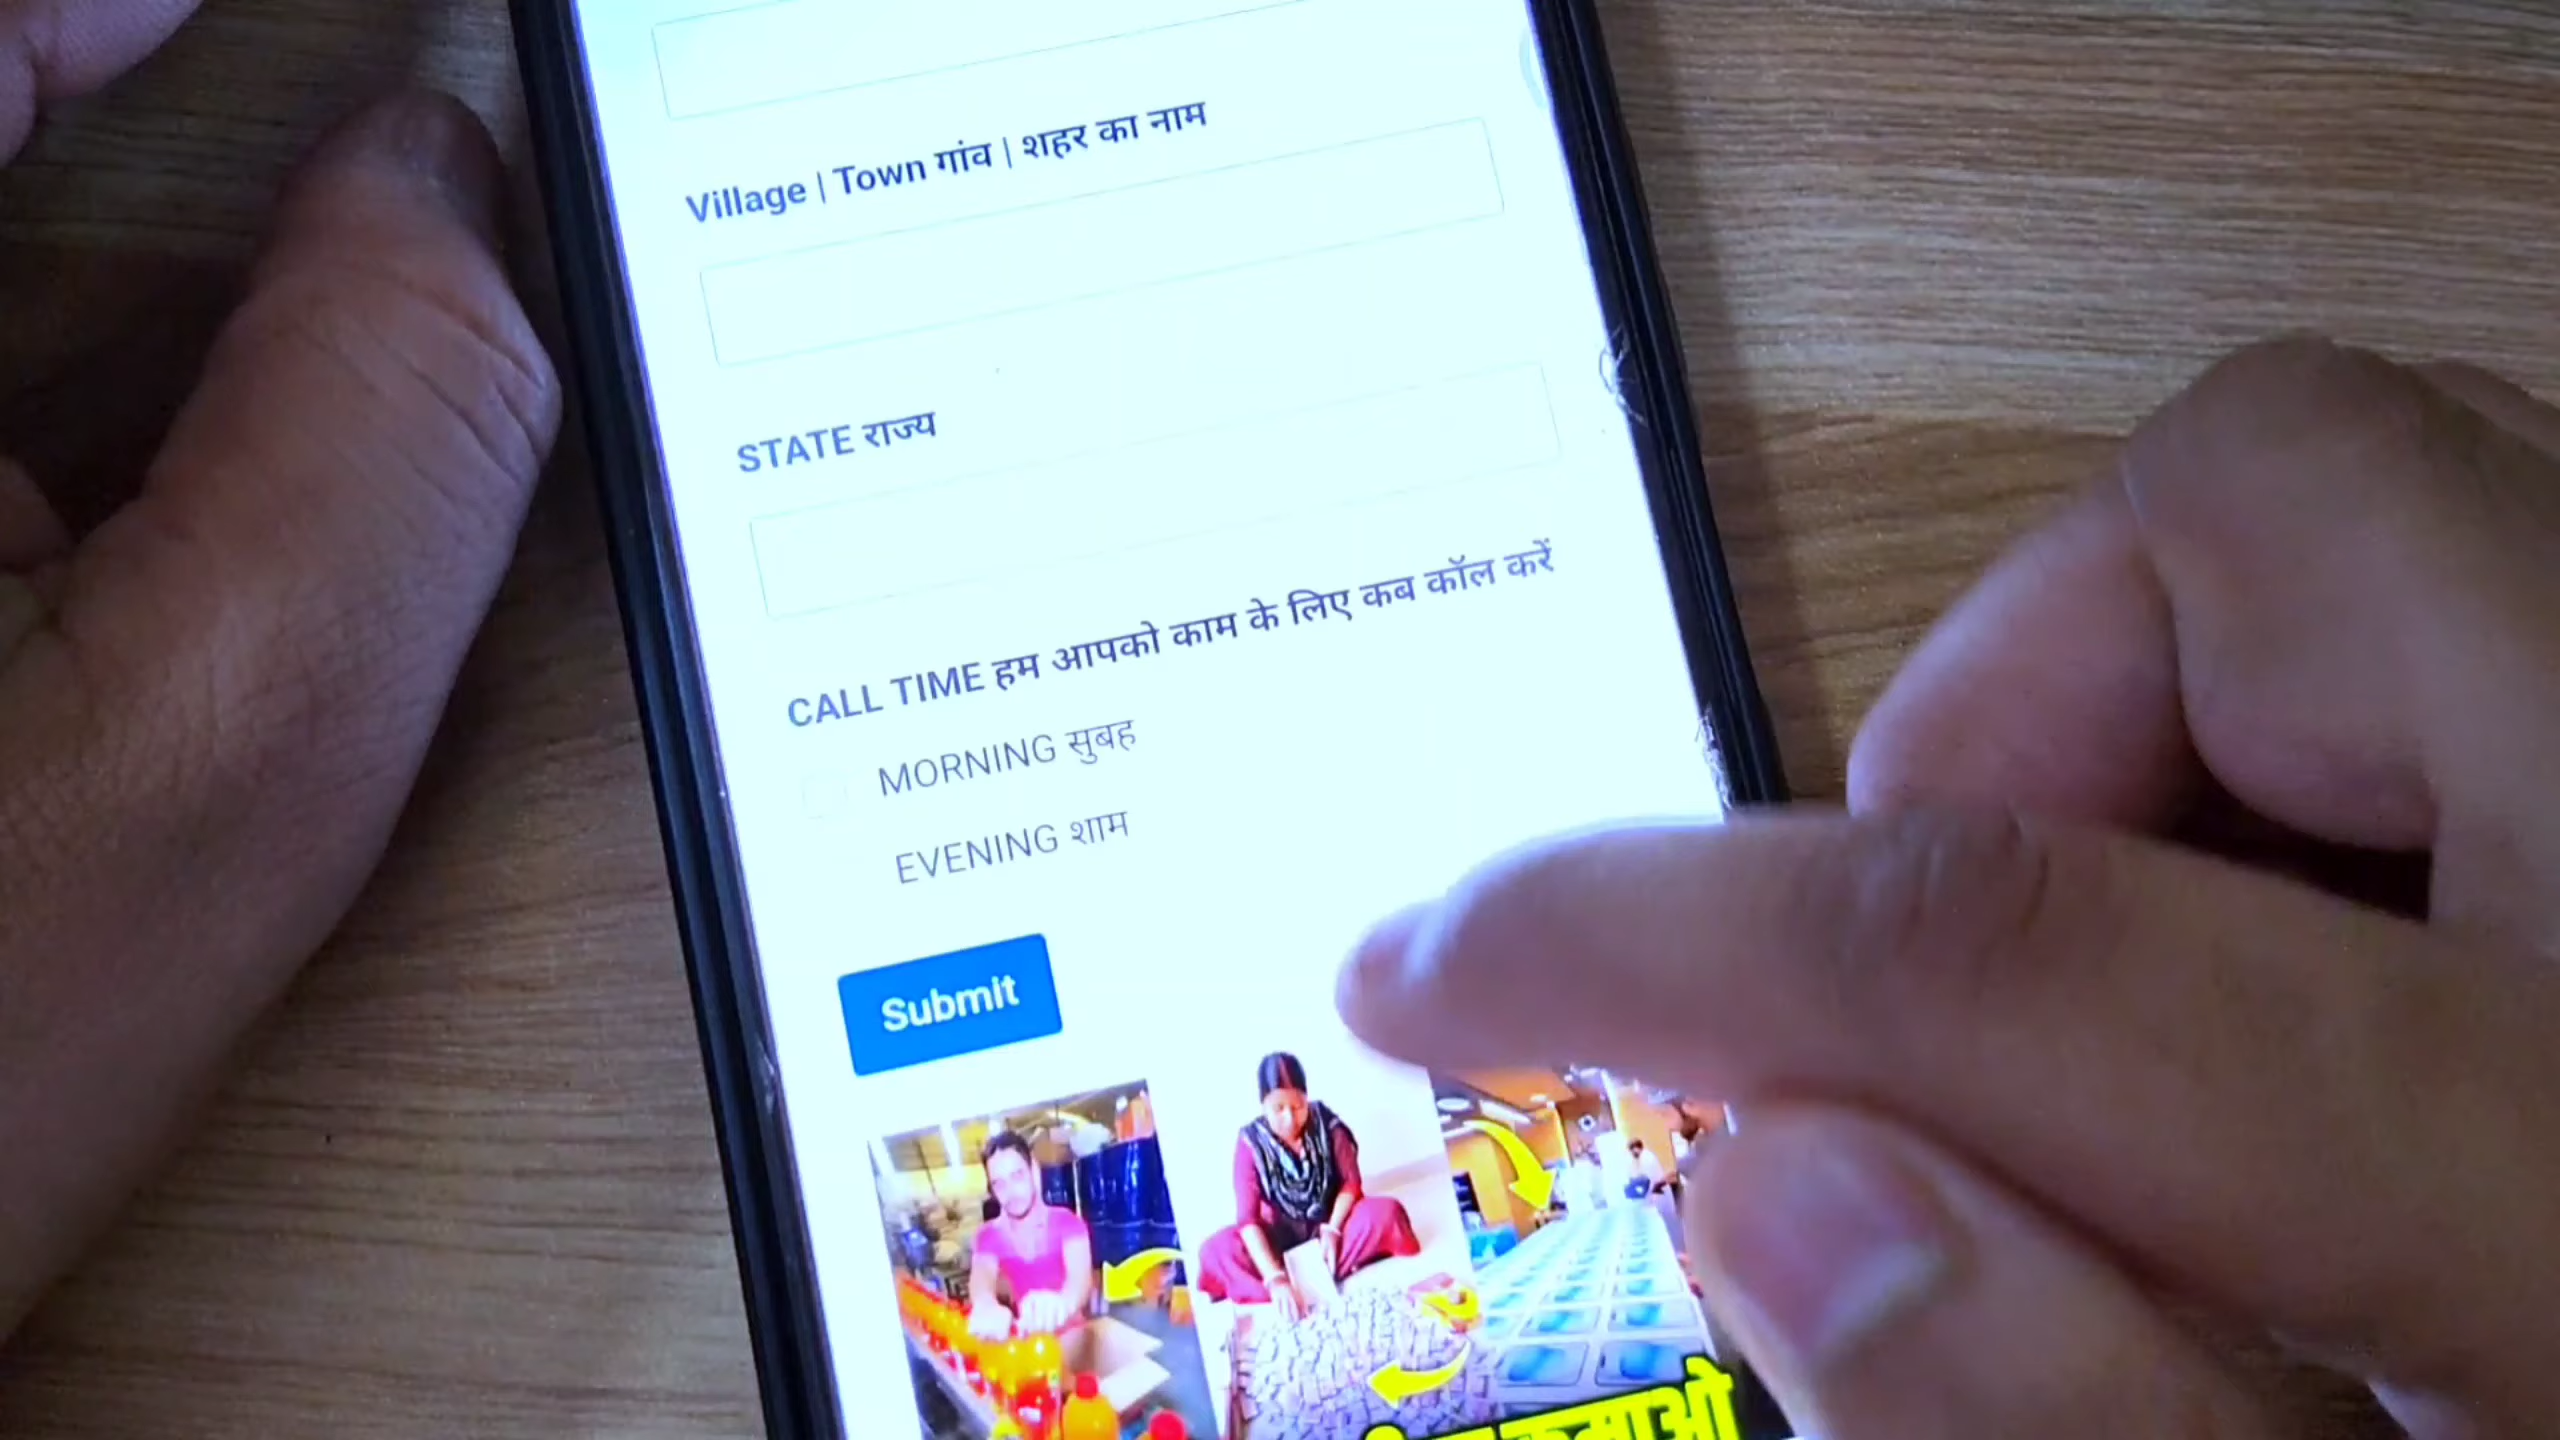 Village | Town गांव | शहर का नाम
STATE राज्य
CALL TIME हम आपको काम के लिए कब कॉल करें
MORNING सुबह
EVENING शाम
Submit